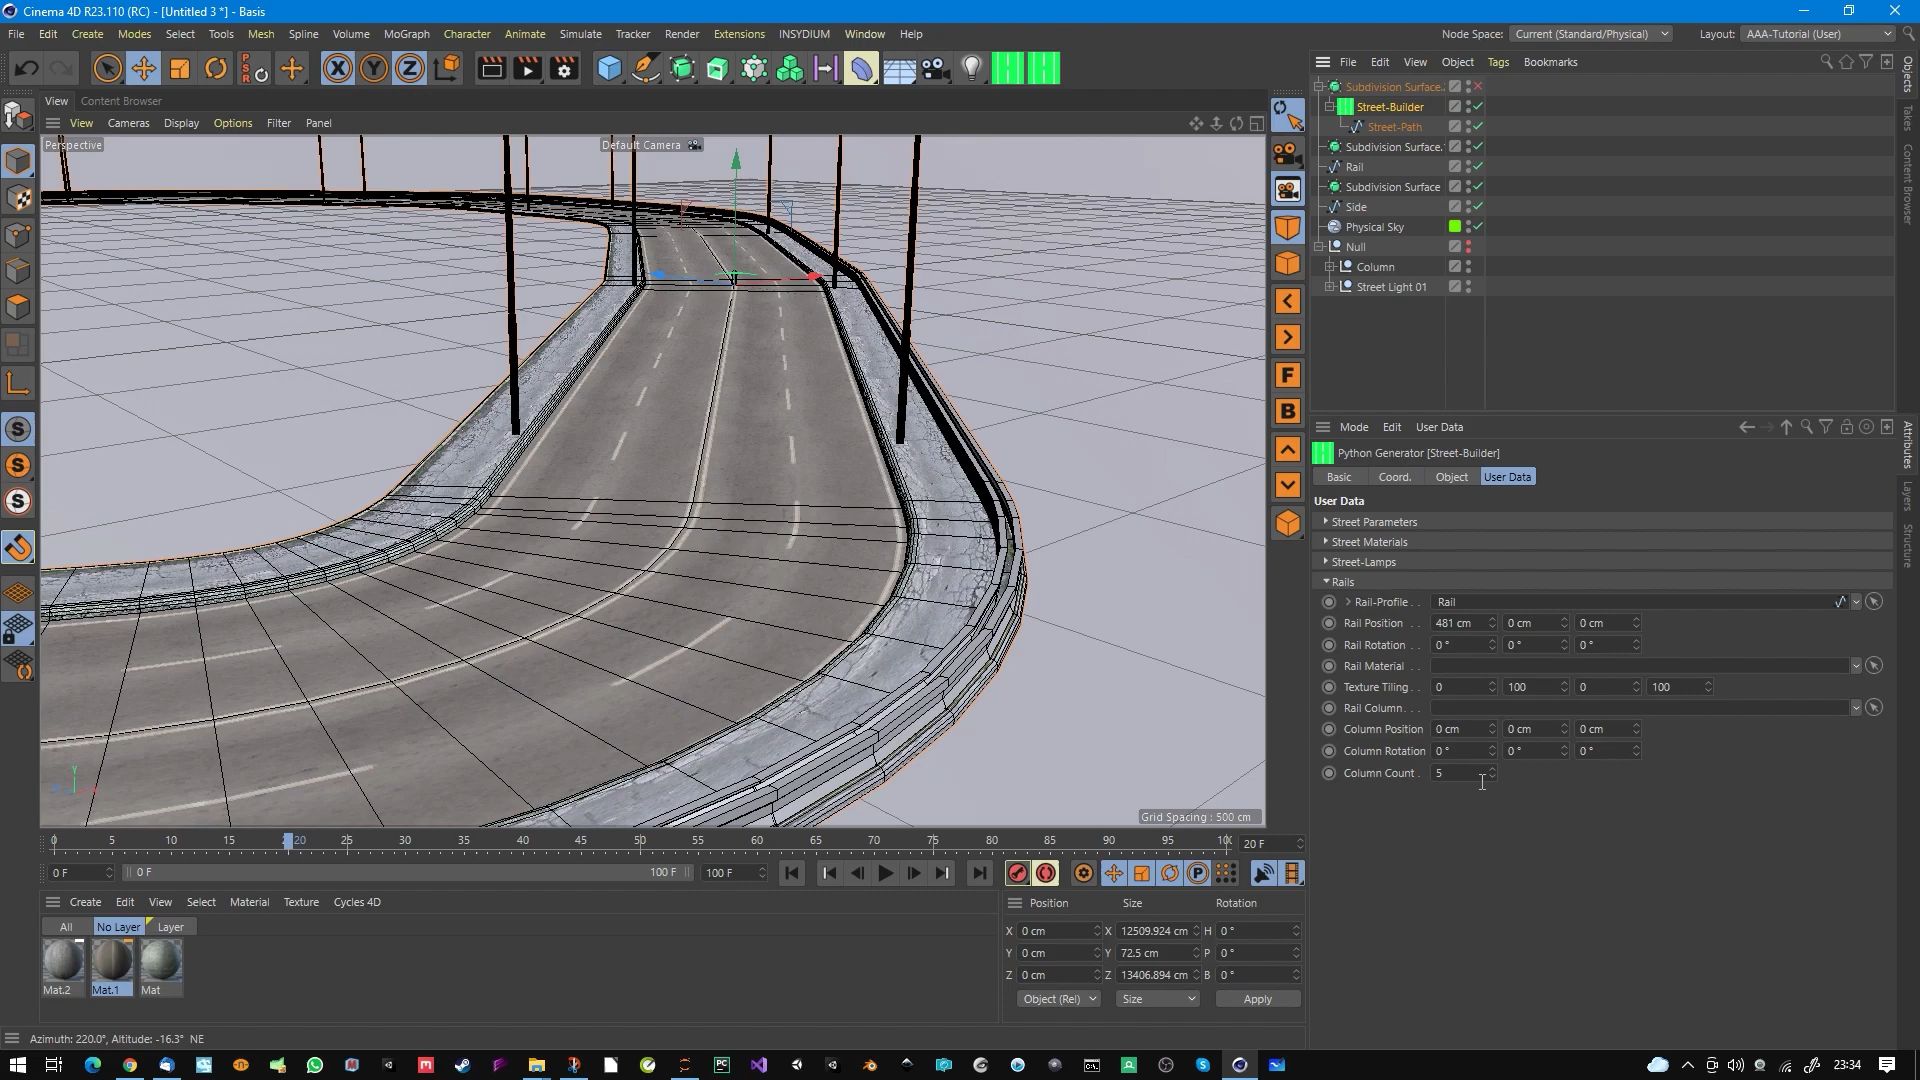 Cinema 4D R23.110 (RC) - [Untitled 3 *] - Basis
File Edit Create Modes Select Tools Mesh Spline Volume MoGraph Character Animate Simulate Tracker Render Extensions INSYDIUM Window Help Node Space: Current (Standard/Physical) Layout: AAA-Tutorial (User)
File Edit View Object Tags Bookmarks
View Content Browser
View Cameras Display Options Filter Panel
Perspective Default Camera
Subdivision Surface.
Street-Builder
Street-Path
Subdivision Surface.
Rail
Subdivision Surface
Side
Physical Sky
Null
Column
Street Light 01
Objects
Takes
Content Browser
Mode Edit User Data
Python Generator [Street-Builder]
Basic Coord. Object User Data
User Data
Street Parameters
Street Materials
Street-Lamps
Rails
Rail-Profile . . Rail
Rail Position . . 481 cm 0 cm 0 cm
Rail Rotation . . 0 ° 0 ° 0 °
Rail Material . .
Texture Tiling . . 0 100 0 100
Rail Column . . .
Column Position 0 cm 0 cm 0 cm
Column Rotation 0 ° 0 ° 0 °
Column Count . 5
Attributes
Layers
Structure
Grid Spacing : 500 cm
0 5 10 15 20 25 30 35 40 45 50 55 60 65 70 75 80 85 90 95 20 F
0 F 0 F 100 F 100 F
Create Edit View Select Material Texture Cycles 4D
All No Layer Layer
Mat.2 Mat.1 Mat
Position Size Rotation
X 0 cm X 12509.924 cm H 0 °
Y 0 cm Y 72.5 cm P 0 °
Z 0 cm Z 13406.894 cm B 0 °
Object (Rel) Size Apply
Azimuth: 220.0°, Altitude: -16.3° NE
23:34